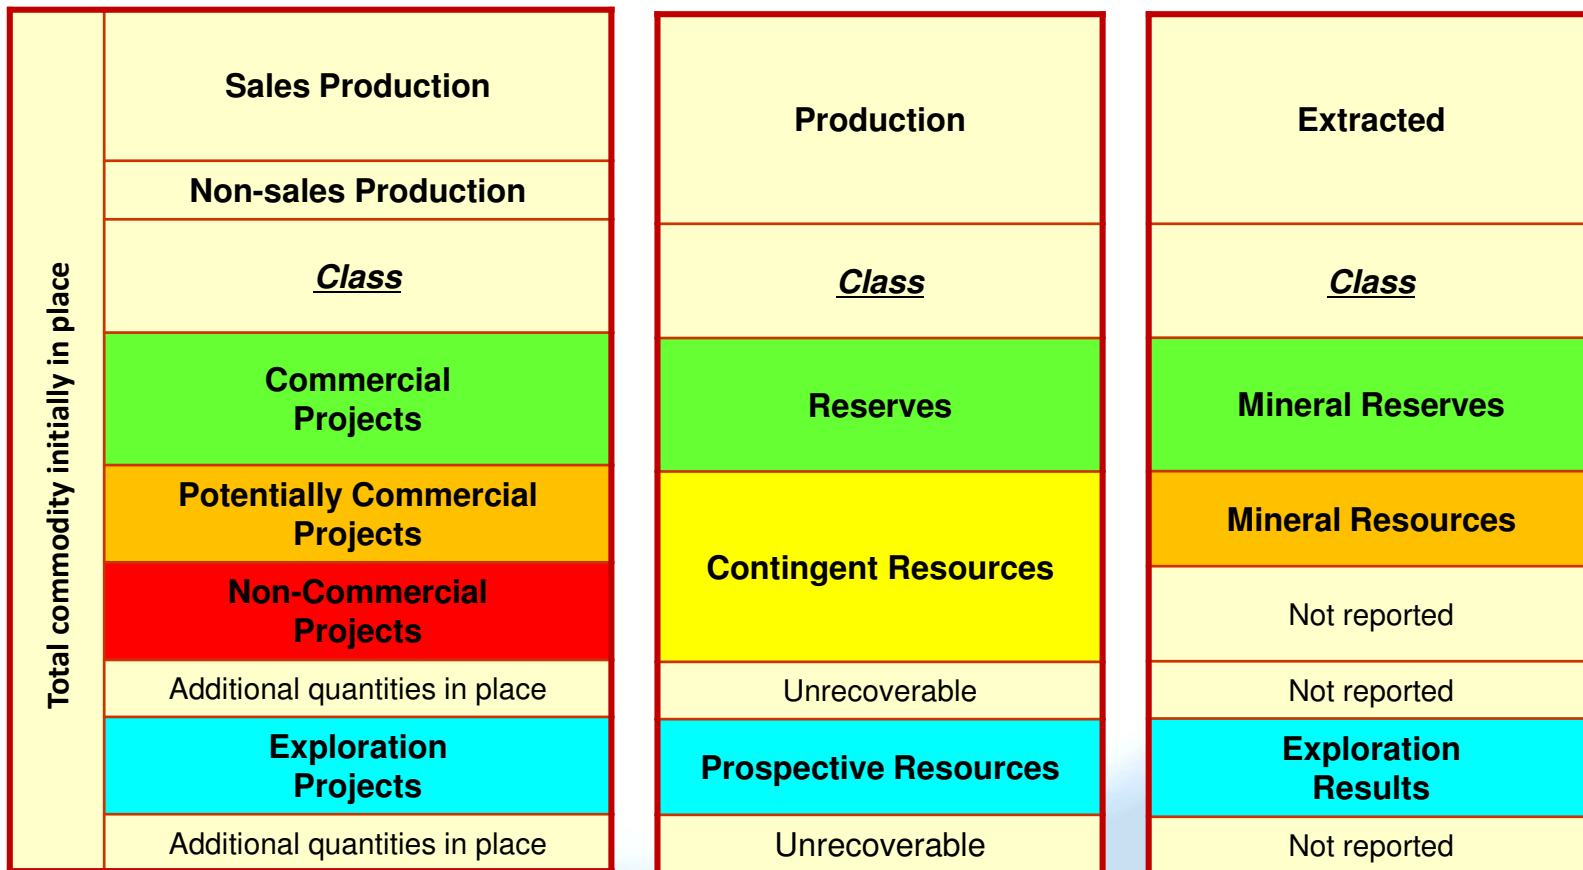 Total commodity initially in place
Sales Production
Non-sales Production
Class
Commercial
Projects
Potentially Commercial
Projects
Non-Commercial
Projects
Additional quantities in place
Exploration
Projects
Additional quantities in place
Production
Class
Reserves
Contingent Resources
Unrecoverable
Prospective Resources
Unrecoverable
Extracted
Class
Mineral Reserves
Mineral Resources
Not reported
Not reported
Exploration
Results
Not reported